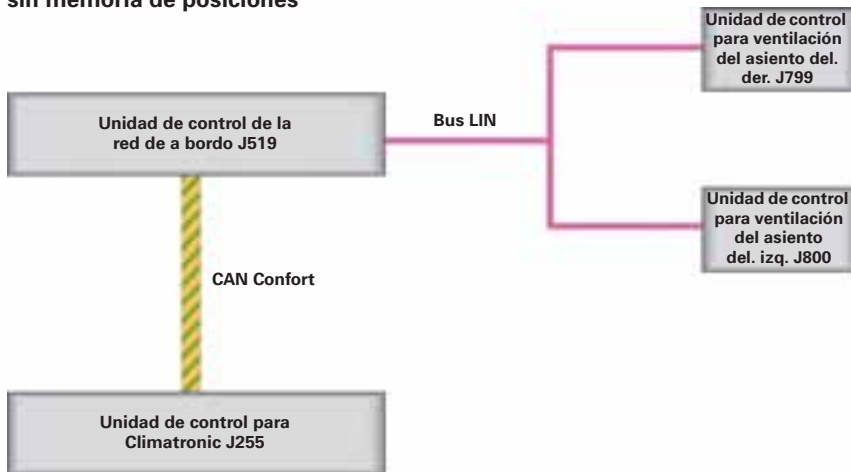 sin memoria de posiciones
Unidad de control
para ventilación
del asiento del.
der. J799
Unidad de control de la
red de a bordo J519
Bus LIN
Unidad de control
para ventilación
del asiento
del. izq. J800
CAN Confort
Unidad de control para
Climatronic J255